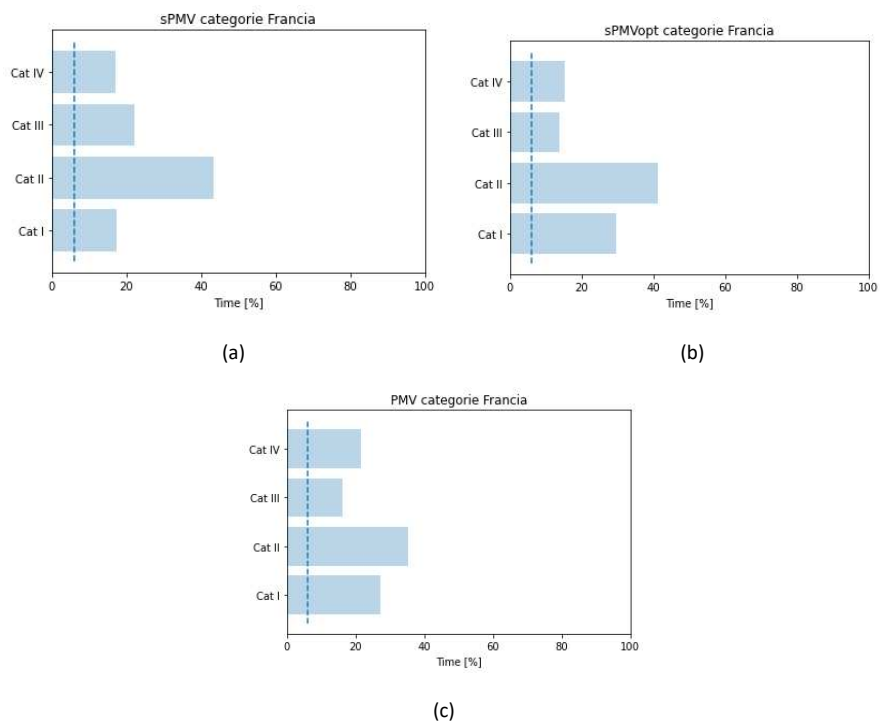 sPMV categorie Francia
Cat IV
Cat III
Cat II
Cat I
0 20 40 60 80 100
Time [%]
(a)
sPMVopt categorie Francia
Cat IV
Cat III
Cat II
Cat I
0 20 40 60 80 100
Time [%]
(b)
PMV categorie Francia
Cat IV
Cat III
Cat II
Cat I
0 20 40 60 80 100
Time [%]
(c)